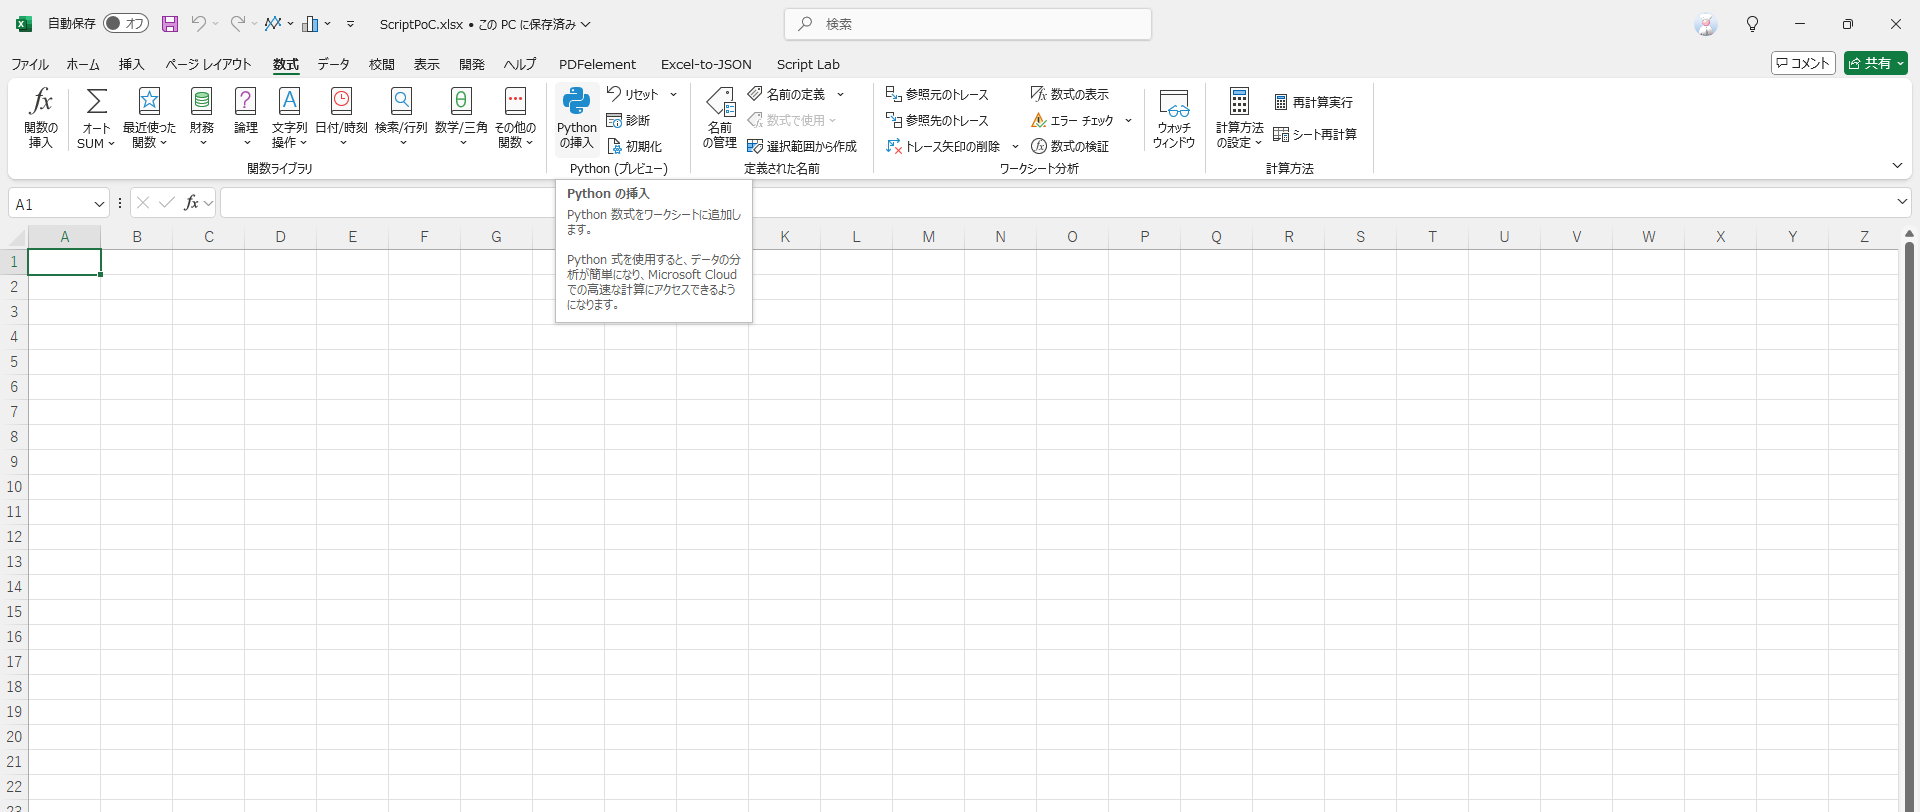 自動保存 オフ ScriptPoC.xlsx • この PC に保存済み 検索
ファイル ホーム 挿入 ページ レイアウト 数式 データ 校閲 表示 開発 ヘルプ PDFelement Excel-to-JSON Script Lab コメント 共有
fx 関数の
挿入
オート
SUM
最近使った
関数
財務
論理
文字列
操作
日付/時刻
検索/行列
数学/三角
その他の
関数
関数ライブラリ
Python
の挿入
リセット
診断
初期化
Python (プレビュー)
名前
の管理
名前の定義
数式で使用
選択範囲から作成
定義された名前
参照元のトレース
参照先のトレース
トレース矢印の削除
数式の表示
エラー チェック
数式の検証
ワークシート分析
ウォッチ
ウィンドウ
計算方法
の設定
再計算実行
シート再計算
計算方法
A1 fx
Python の挿入
Python 数式をワークシートに追加し
ます。
Python 式を使用すると、データの分
析が簡単になり、Microsoft Cloud
での高速な計算にアクセスできるよう
になります。
A B C D E F G K L M N O P Q R S T U V W X Y Z
1
2
3
4
5
6
7
8
9
10
11
12
13
14
15
16
17
18
19
20
21
22
23